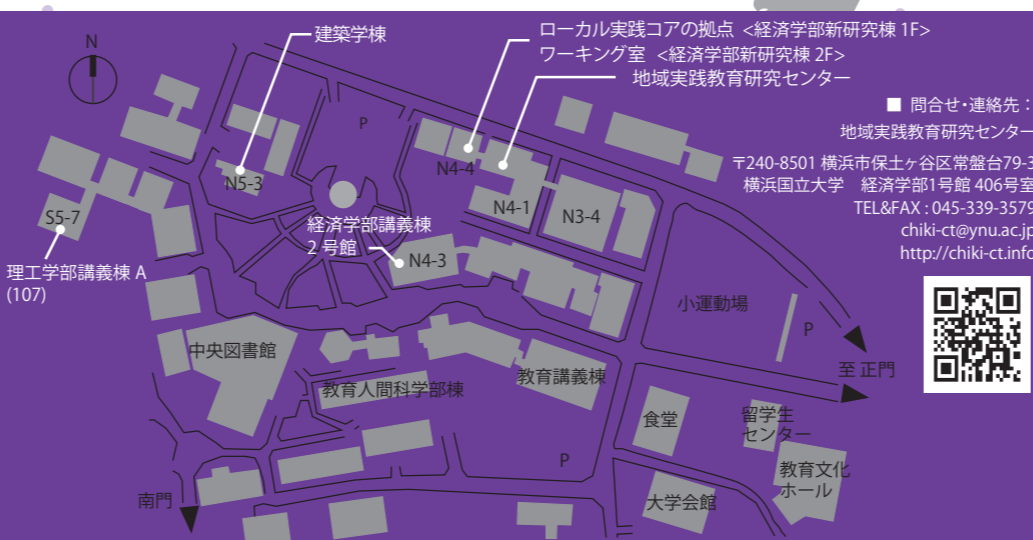 N
建築学棟
ローカル実践コアの拠点 <経済学部新研究棟 1F>
ワーキング室 <経済学部新研究棟 2F>
地域実践教育研究センター
■ 問合せ・連絡先：
地域実践教育研究センター
〒240-8501 横浜市保土ヶ谷区常盤台79-3
横浜国立大学 経済学部1号館 406号室
TEL&FAX : 045-339-3579
chiki-ct@ynu.ac.jp
http://chiki-ct.info
P
N4-4
N5-3
N4-1
N3-4
S5-7
経済学部講義棟
2 号館
N4-3
理工学部講義棟 A
(107)
小運動場
P
中央図書館
至 正門
教育人間科学部棟
教育講義棟
食堂
留学生
センター
P
教育文化
ホール
南門
大学会館